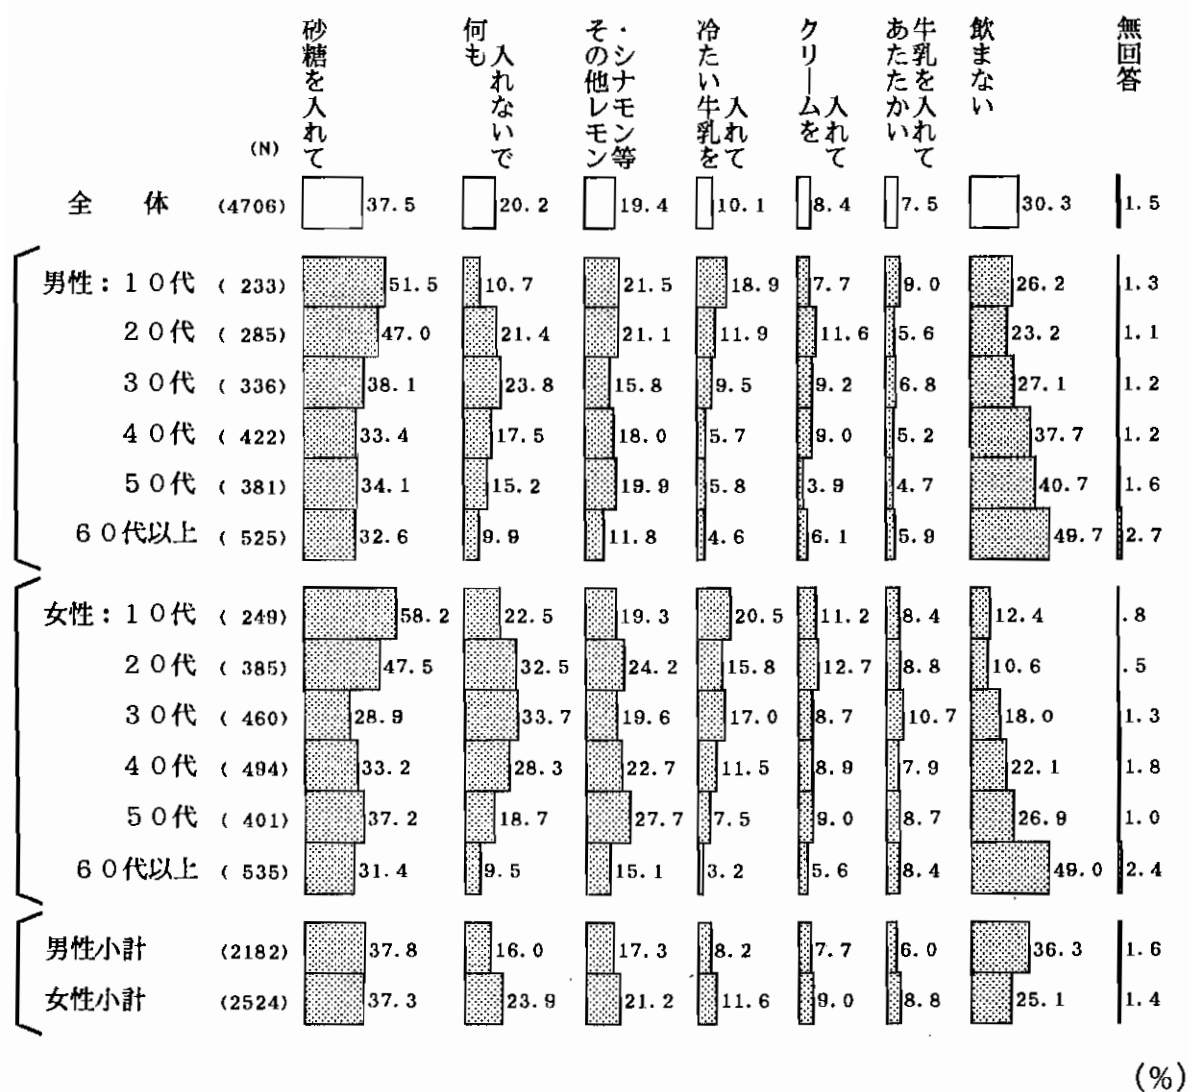 砂糖を入れて
何も
入れないで
・シナモン等
その他レモン
冷たい牛乳を
入れて
クリームを
入れて
牛乳を入れて
あたたかい
飲まない
無回答
(N)
全 体 (4706) 37.5 20.2 19.4 10.1 8.4 7.5 30.3 1.5
男性：10代 ( 233) 51.5 10.7 21.5 18.9 7.7 9.0 26.2 1.3
20代 ( 285) 47.0 21.4 21.1 11.9 11.6 5.6 23.2 1.1
30代 ( 336) 38.1 23.8 15.8 9.5 9.2 6.8 27.1 1.2
40代 ( 422) 33.4 17.5 18.0 5.7 9.0 5.2 37.7 1.2
50代 ( 381) 34.1 15.2 19.9 5.8 3.9 4.7 40.7 1.6
60代以上 ( 525) 32.6 9.9 11.8 4.6 6.1 5.9 49.7 2.7
女性：10代 ( 249) 58.2 22.5 19.3 20.5 11.2 8.4 12.4 .8
20代 ( 385) 47.5 32.5 24.2 15.8 12.7 8.8 10.6 .5
30代 ( 460) 28.9 33.7 19.6 17.0 8.7 10.7 18.0 1.3
40代 ( 494) 33.2 28.3 22.7 11.5 8.9 7.9 22.1 1.8
50代 ( 401) 37.2 18.7 27.7 7.5 9.0 8.7 26.9 1.0
60代以上 ( 535) 31.4 9.5 15.1 3.2 5.6 8.4 49.0 2.4
男性小計 (2182) 37.8 16.0 17.3 8.2 7.7 6.0 36.3 1.6
女性小計 (2524) 37.3 23.9 21.2 11.6 9.0 8.8 25.1 1.4
(%)